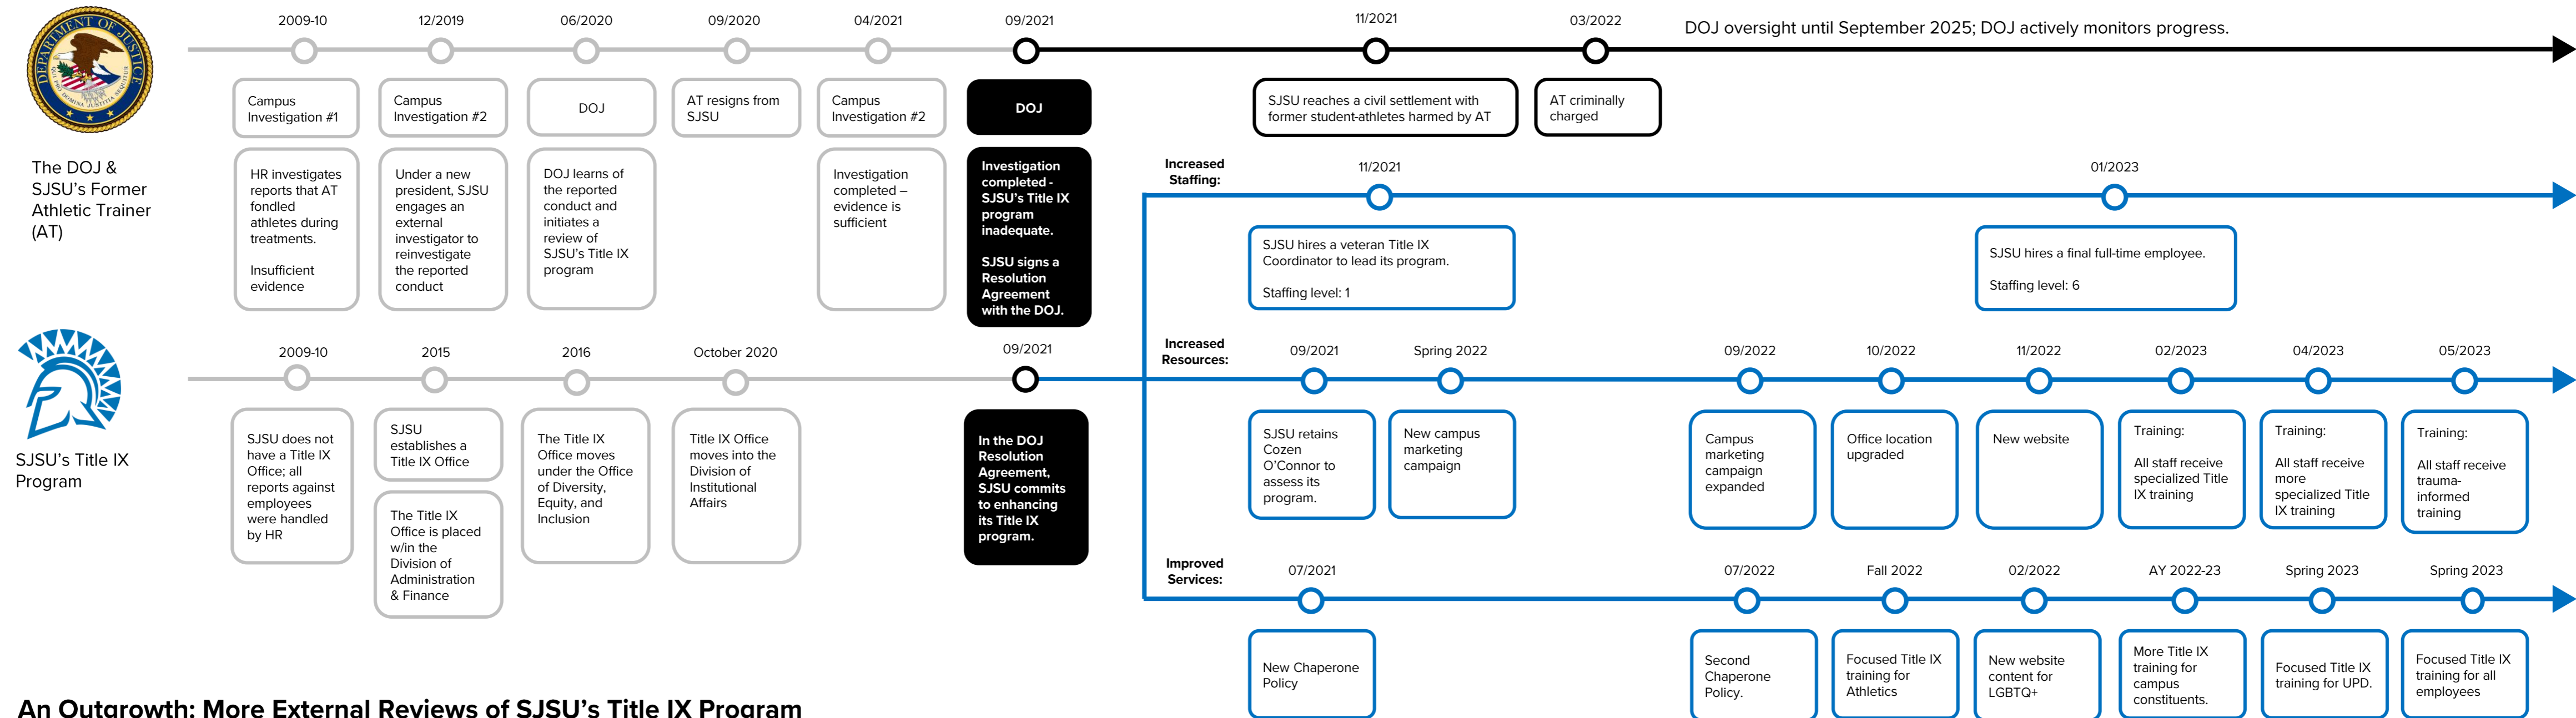 2009-10
12/2019
06/2020
09/2020
04/2021
09/2021
11/2021
03/2022
DOJ oversight until September 2025; DOJ actively monitors progress.
DEPARTMENT OF JUSTICE
QUI PRO DOMINA JUSTITIA SEQUITUR
The DOJ &
SJSU's Former
Athletic Trainer
(AT)
Campus
Investigation #1
HR investigates
reports that AT
fondled
athletes during
treatments.
Insufficient
evidence
Campus
Investigation #2
Under a new
president, SJSU
engages an
external
investigator to
reinvestigate
the reported
conduct
DOJ
DOJ learns of
the reported
conduct and
initiates a
review of
SJSU's Title IX
program
AT resigns from
SJSU
Campus
Investigation #2
Investigation
completed –
evidence is
sufficient
DOJ
Investigation
completed -
SJSU's Title IX
program
inadequate.
SJSU signs a
Resolution
Agreement
with the DOJ.
SJSU reaches a civil settlement with
former student-athletes harmed by AT
AT criminally
charged
Increased
Staffing:
11/2021
SJSU hires a veteran Title IX
Coordinator to lead its program.
Staffing level: 1
01/2023
SJSU hires a final full-time employee.
Staffing level: 6
SJSU's Title IX
Program
2009-10
SJSU does not
have a Title IX
Office; all
reports against
employees
were handled
by HR
2015
SJSU
establishes a
Title IX Office
The Title IX
Office is placed
w/in the
Division of
Administration
& Finance
2016
The Title IX
Office moves
under the Office
of Diversity,
Equity, and
Inclusion
October 2020
Title IX Office
moves into the
Division of
Institutional
Affairs
09/2021
In the DOJ
Resolution
Agreement,
SJSU commits
to enhancing
its Title IX
program.
Increased
Resources:
09/2021
SJSU retains
Cozen
O'Connor to
assess its
program.
Spring 2022
New campus
marketing
campaign
09/2022
Campus
marketing
campaign
expanded
10/2022
Office location
upgraded
11/2022
New website
02/2023
Training:
All staff receive
specialized Title
IX training
04/2023
Training:
All staff receive
more
specialized Title
IX training
05/2023
Training:
All staff receive
trauma-
informed
training
Improved
Services:
07/2021
New Chaperone
Policy
07/2022
Second
Chaperone
Policy.
Fall 2022
Focused Title IX
training for
Athletics
02/2022
New website
content for
LGBTQ+
AY 2022-23
More Title IX
training for
campus
constituents.
Spring 2023
Focused Title IX
training for UPD.
Spring 2023
Focused Title IX
training for all
employees
An Outgrowth: More External Reviews of SJSU's Title IX Program